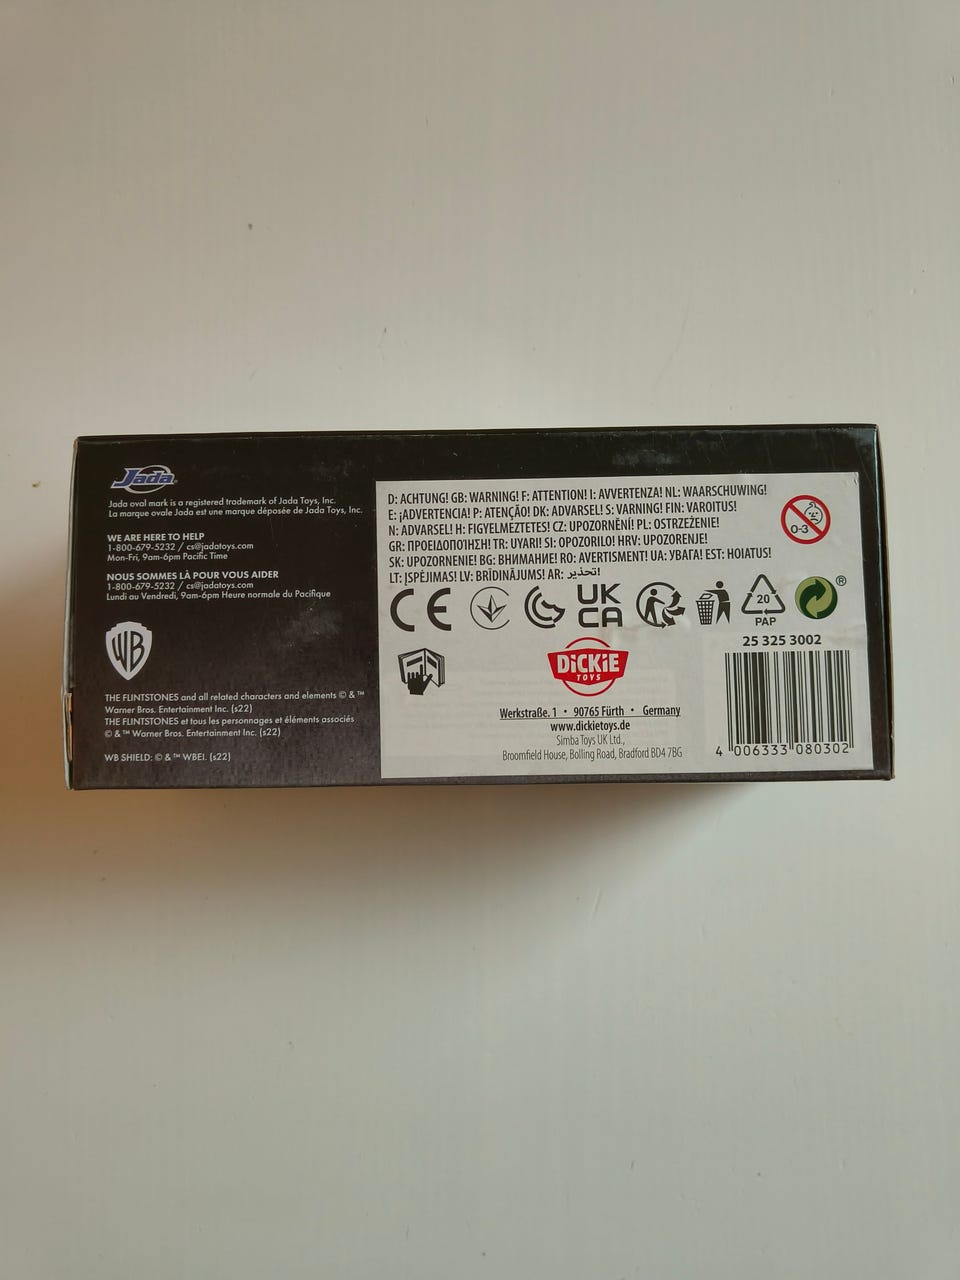 Jada
Jada oval mark is a registered trademark of Jada Toys, Inc.
La marque ovale Jada est une marque déposée de Jada Toys, Inc.
WE ARE HERE TO HELP
1-800-679-5232 / cs@jadatoys.com
Mon-Fri, 9am-6pm Pacific Time
NOUS SOMMES LÀ POUR VOUS AIDER
1-800-679-5232 / cs@jadatoys.com
Lundi au Vendredi, 9am-6pm Heure normale du Pacifique
WB
THE FLINTSTONES and all related characters and elements © & ™
Warner Bros. Entertainment Inc. (s22)
THE FLINTSTONES et tous les personnages et éléments associés
© & ™ Warner Bros. Entertainment Inc. (s22)
WB SHIELD: © & ™ WBEI. (s22)
D: ACHTUNG! GB: WARNING! F: ATTENTION! I: AVVERTENZA! NL: WAARSCHUWING!
E: ¡ADVERTENCIA! P: ATENÇÃO! DK: ADVARSEL! S: VARNING! FIN: VAROITUS!
N: ADVARSEL! H: FIGYELMEZTETES! CZ: UPOZORNĚNÍ! PL: OSTRZEŻENIE!
GR: ΠΡΟΕΙΔΟΠΟΊΗΣΗ! TR: UYARI! SI: OPOZORILO! HRV: UPOZORENJE!
SK: UPOZORNENIE! BG: ВНИМАНИЕ! RO: AVERTISMENT! UA: УВАГА! EST: HOIATUS!
LT: ĮSPĖJIMAS! LV: BRĪDINĀJUMS! AR: تحذير!
0-3
CE
UK
CA
20
PAP
®
25 325 3002
DiCKiE
TOYS
Werkstraße. 1 • 90765 Fürth • Germany
www.dickietoys.de
Simba Toys UK Ltd.,
Broomfield House, Bolling Road, Bradford BD4 7BG
4 006333 080302